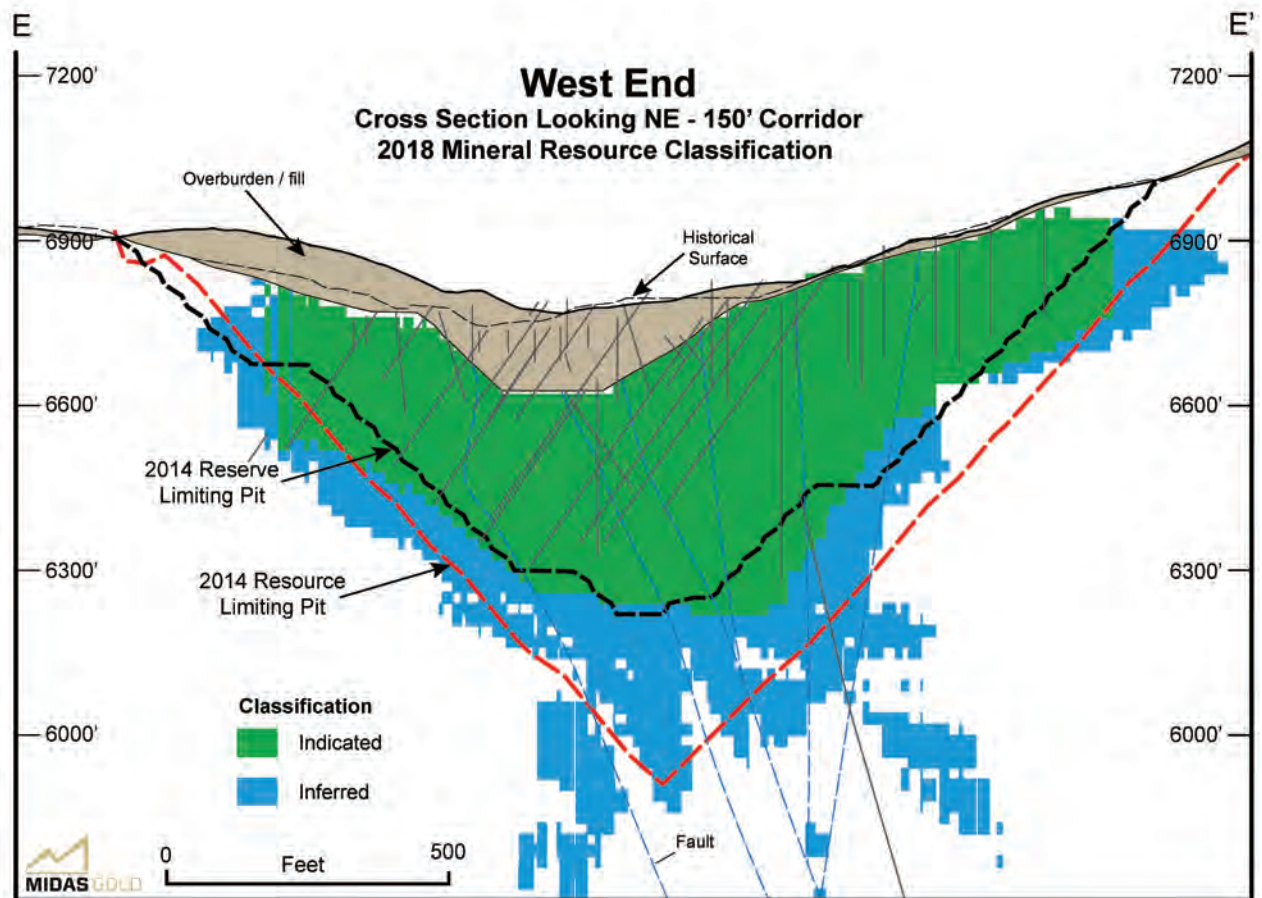 E
E'
7200'
7200'
West End
Cross Section Looking NE - 150' Corridor
2018 Mineral Resource Classification
Overburden / fill
Historical
Surface
6900'
6900'
6600'
6600'
2014 Reserve
Limiting Pit
6300'
6300'
2014 Resource
Limiting Pit
Classification
6000'
6000'
Indicated
Inferred
Fault
0
500
Feet
MIDAS GOLD